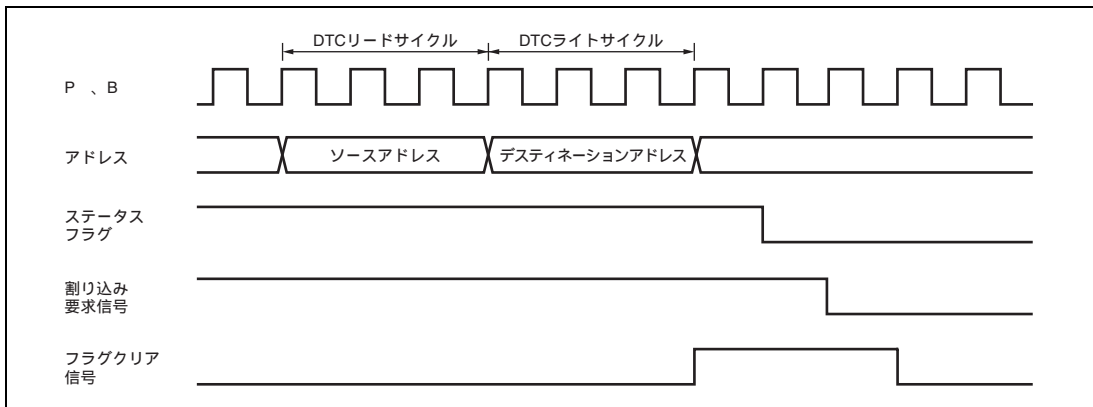 DTCリードサイクル DTCライトサイクル
P 、B
アドレス ソースアドレス デスティネーションアドレス
ステータス
フラグ
割り込み
要求信号
フラグクリア
信号